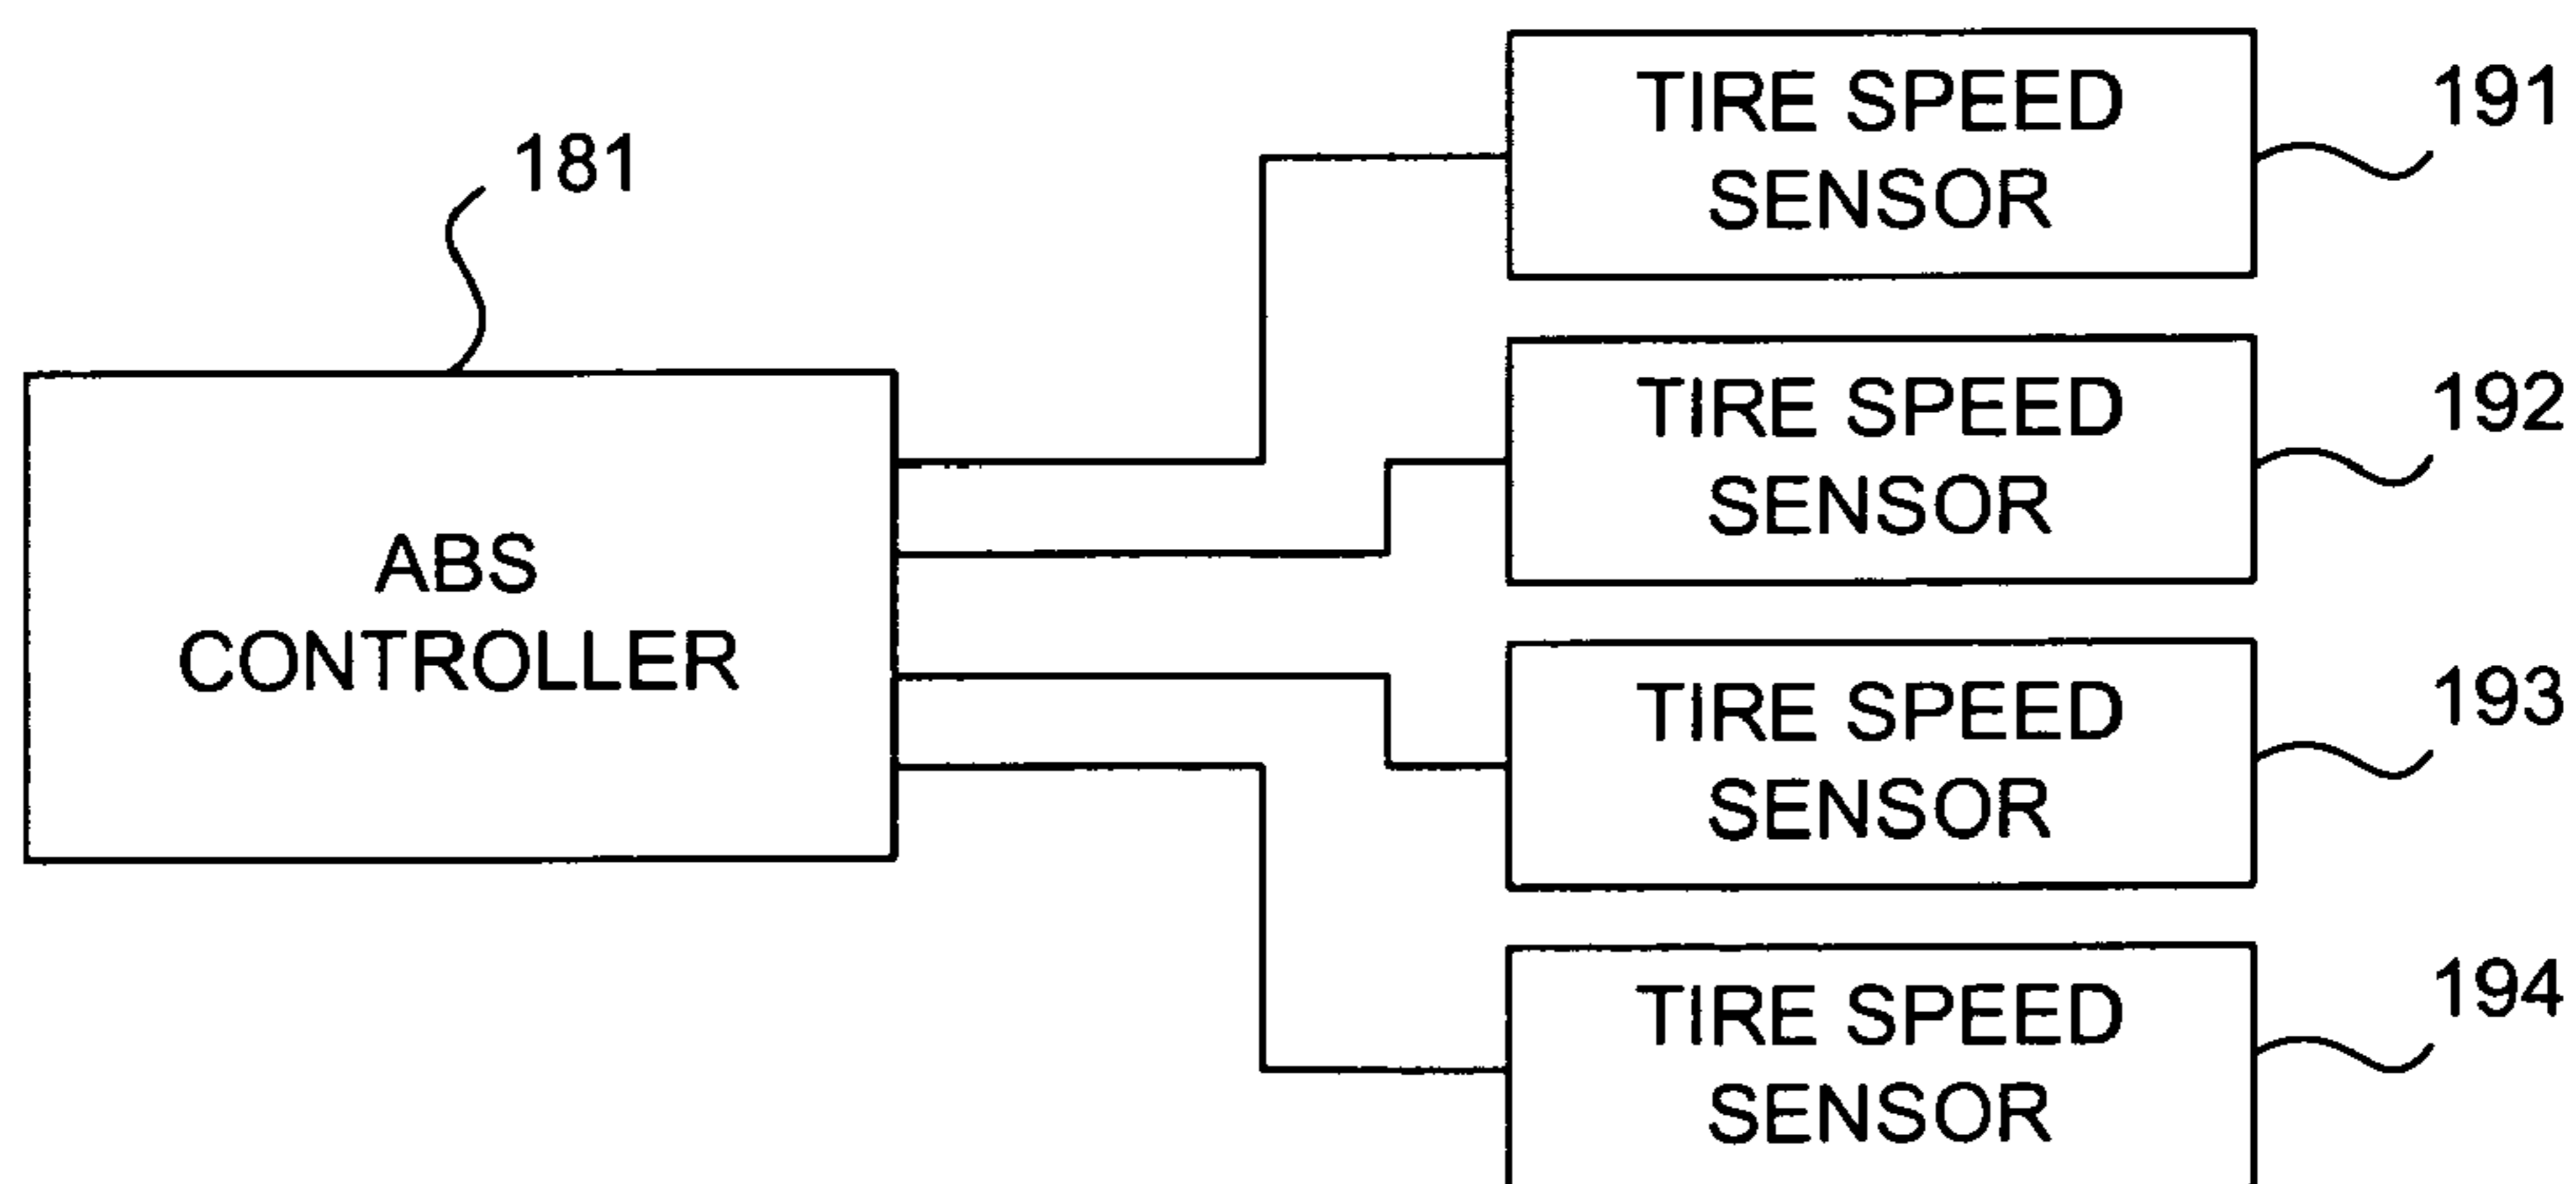 181
ABS
CONTROLLER
TIRE SPEED
SENSOR
191
TIRE SPEED
SENSOR
192
TIRE SPEED
SENSOR
193
TIRE SPEED
SENSOR
194